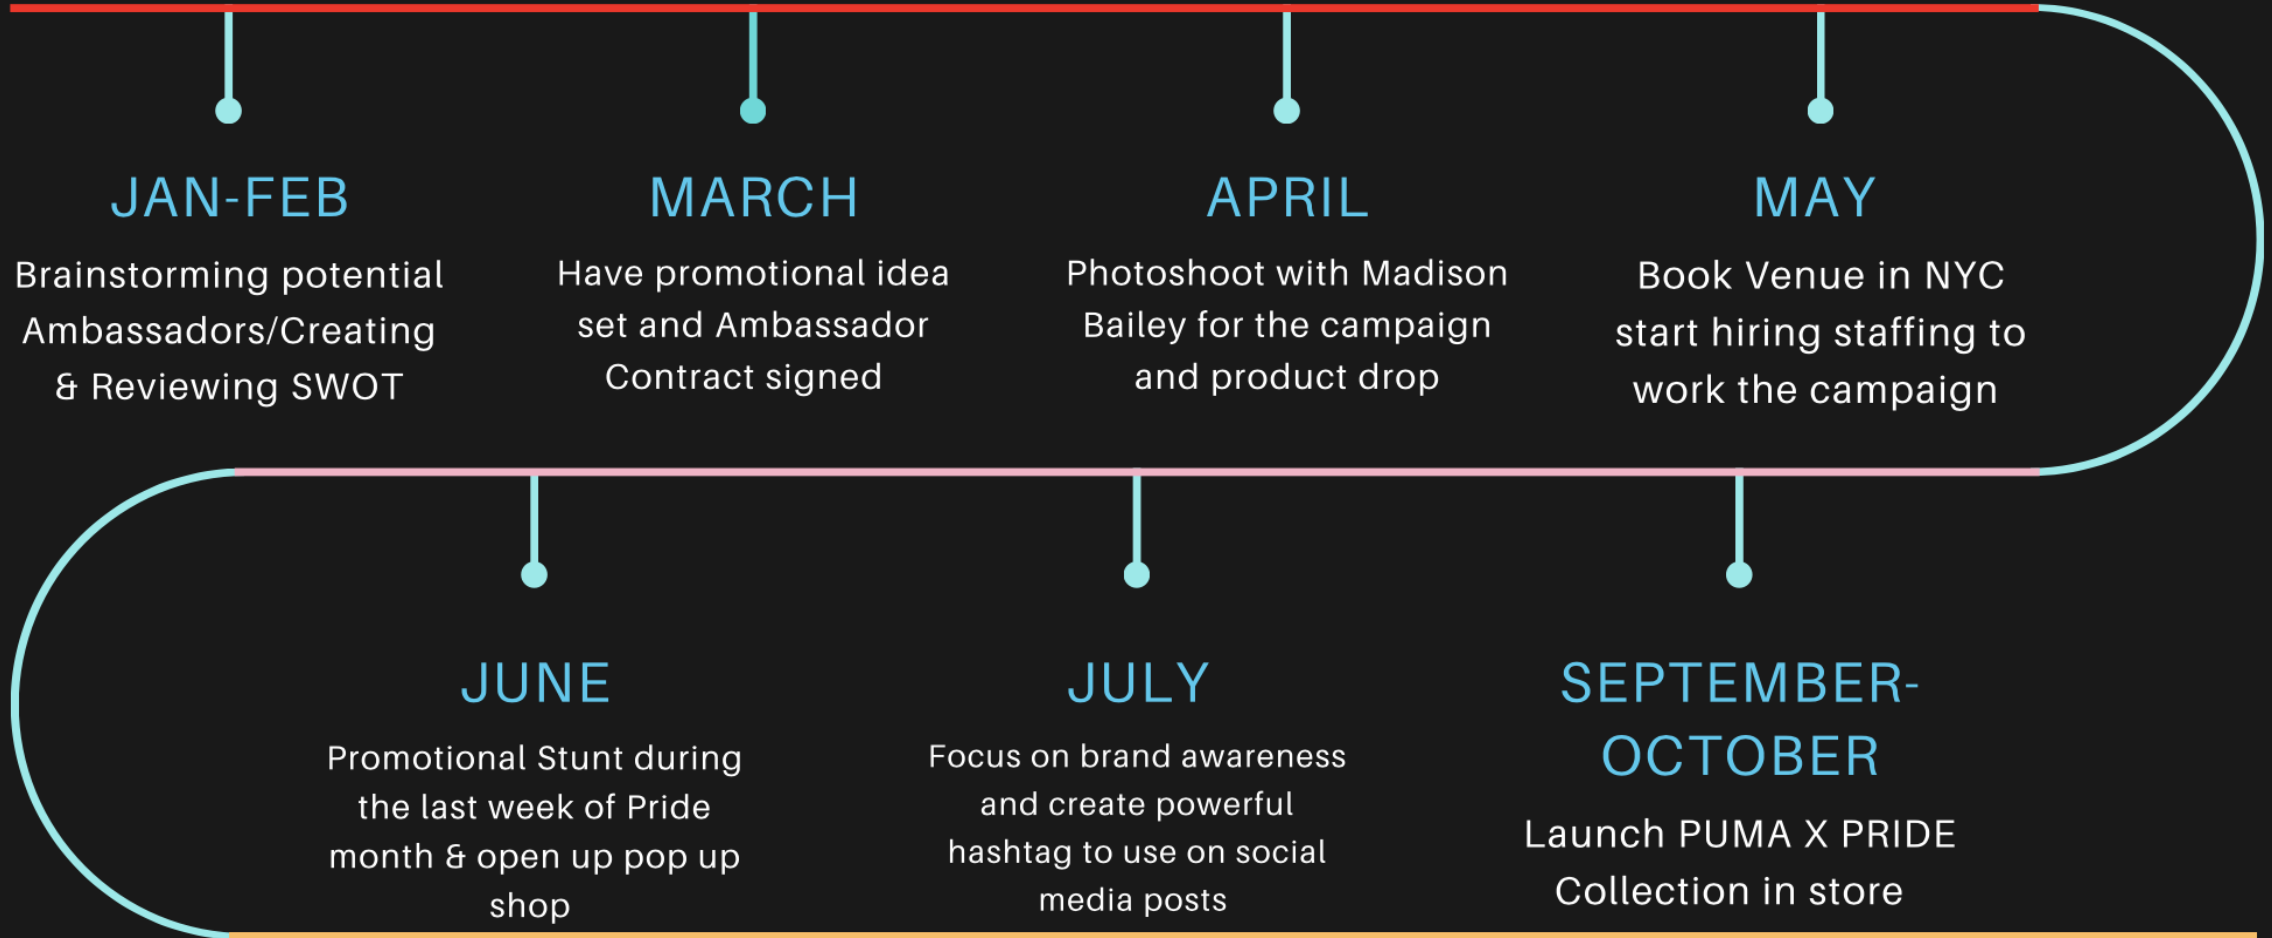 JAN-FEB
Brainstorming potential
Ambassadors/Creating
& Reviewing SWOT
MARCH
Have promotional idea
set and Ambassador
Contract signed
APRIL
Photoshoot with Madison
Bailey for the campaign
and product drop
MAY
Book Venue in NYC
start hiring staffing to
work the campaign
JUNE
Promotional Stunt during
the last week of Pride
month & open up pop up
shop
JULY
Focus on brand awareness
and create powerful
hashtag to use on social
media posts
SEPTEMBER-
OCTOBER
Launch PUMA X PRIDE
Collection in store